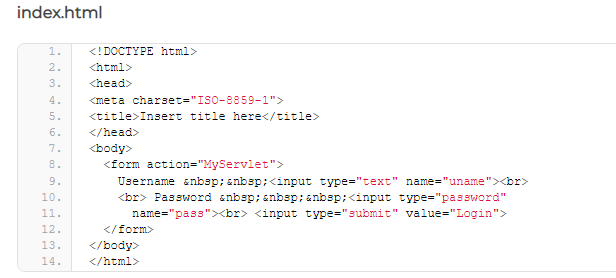 index.html
1. <!DOCTYPE html>
2. <html>
3. <head>
4. <meta charset="ISO-8859-1">
5. <title>Insert title here</title>
6. </head>
7. <body>
8. <form action="MyServlet">
9. Username &nbsp;&nbsp;<input type="text" name="uname"><br>
10. <br> Password &nbsp;&nbsp;&nbsp;<input type="password"
11. name="pass"><br> <input type="submit" value="Login">
12. </form>
13. </body>
14. </html>